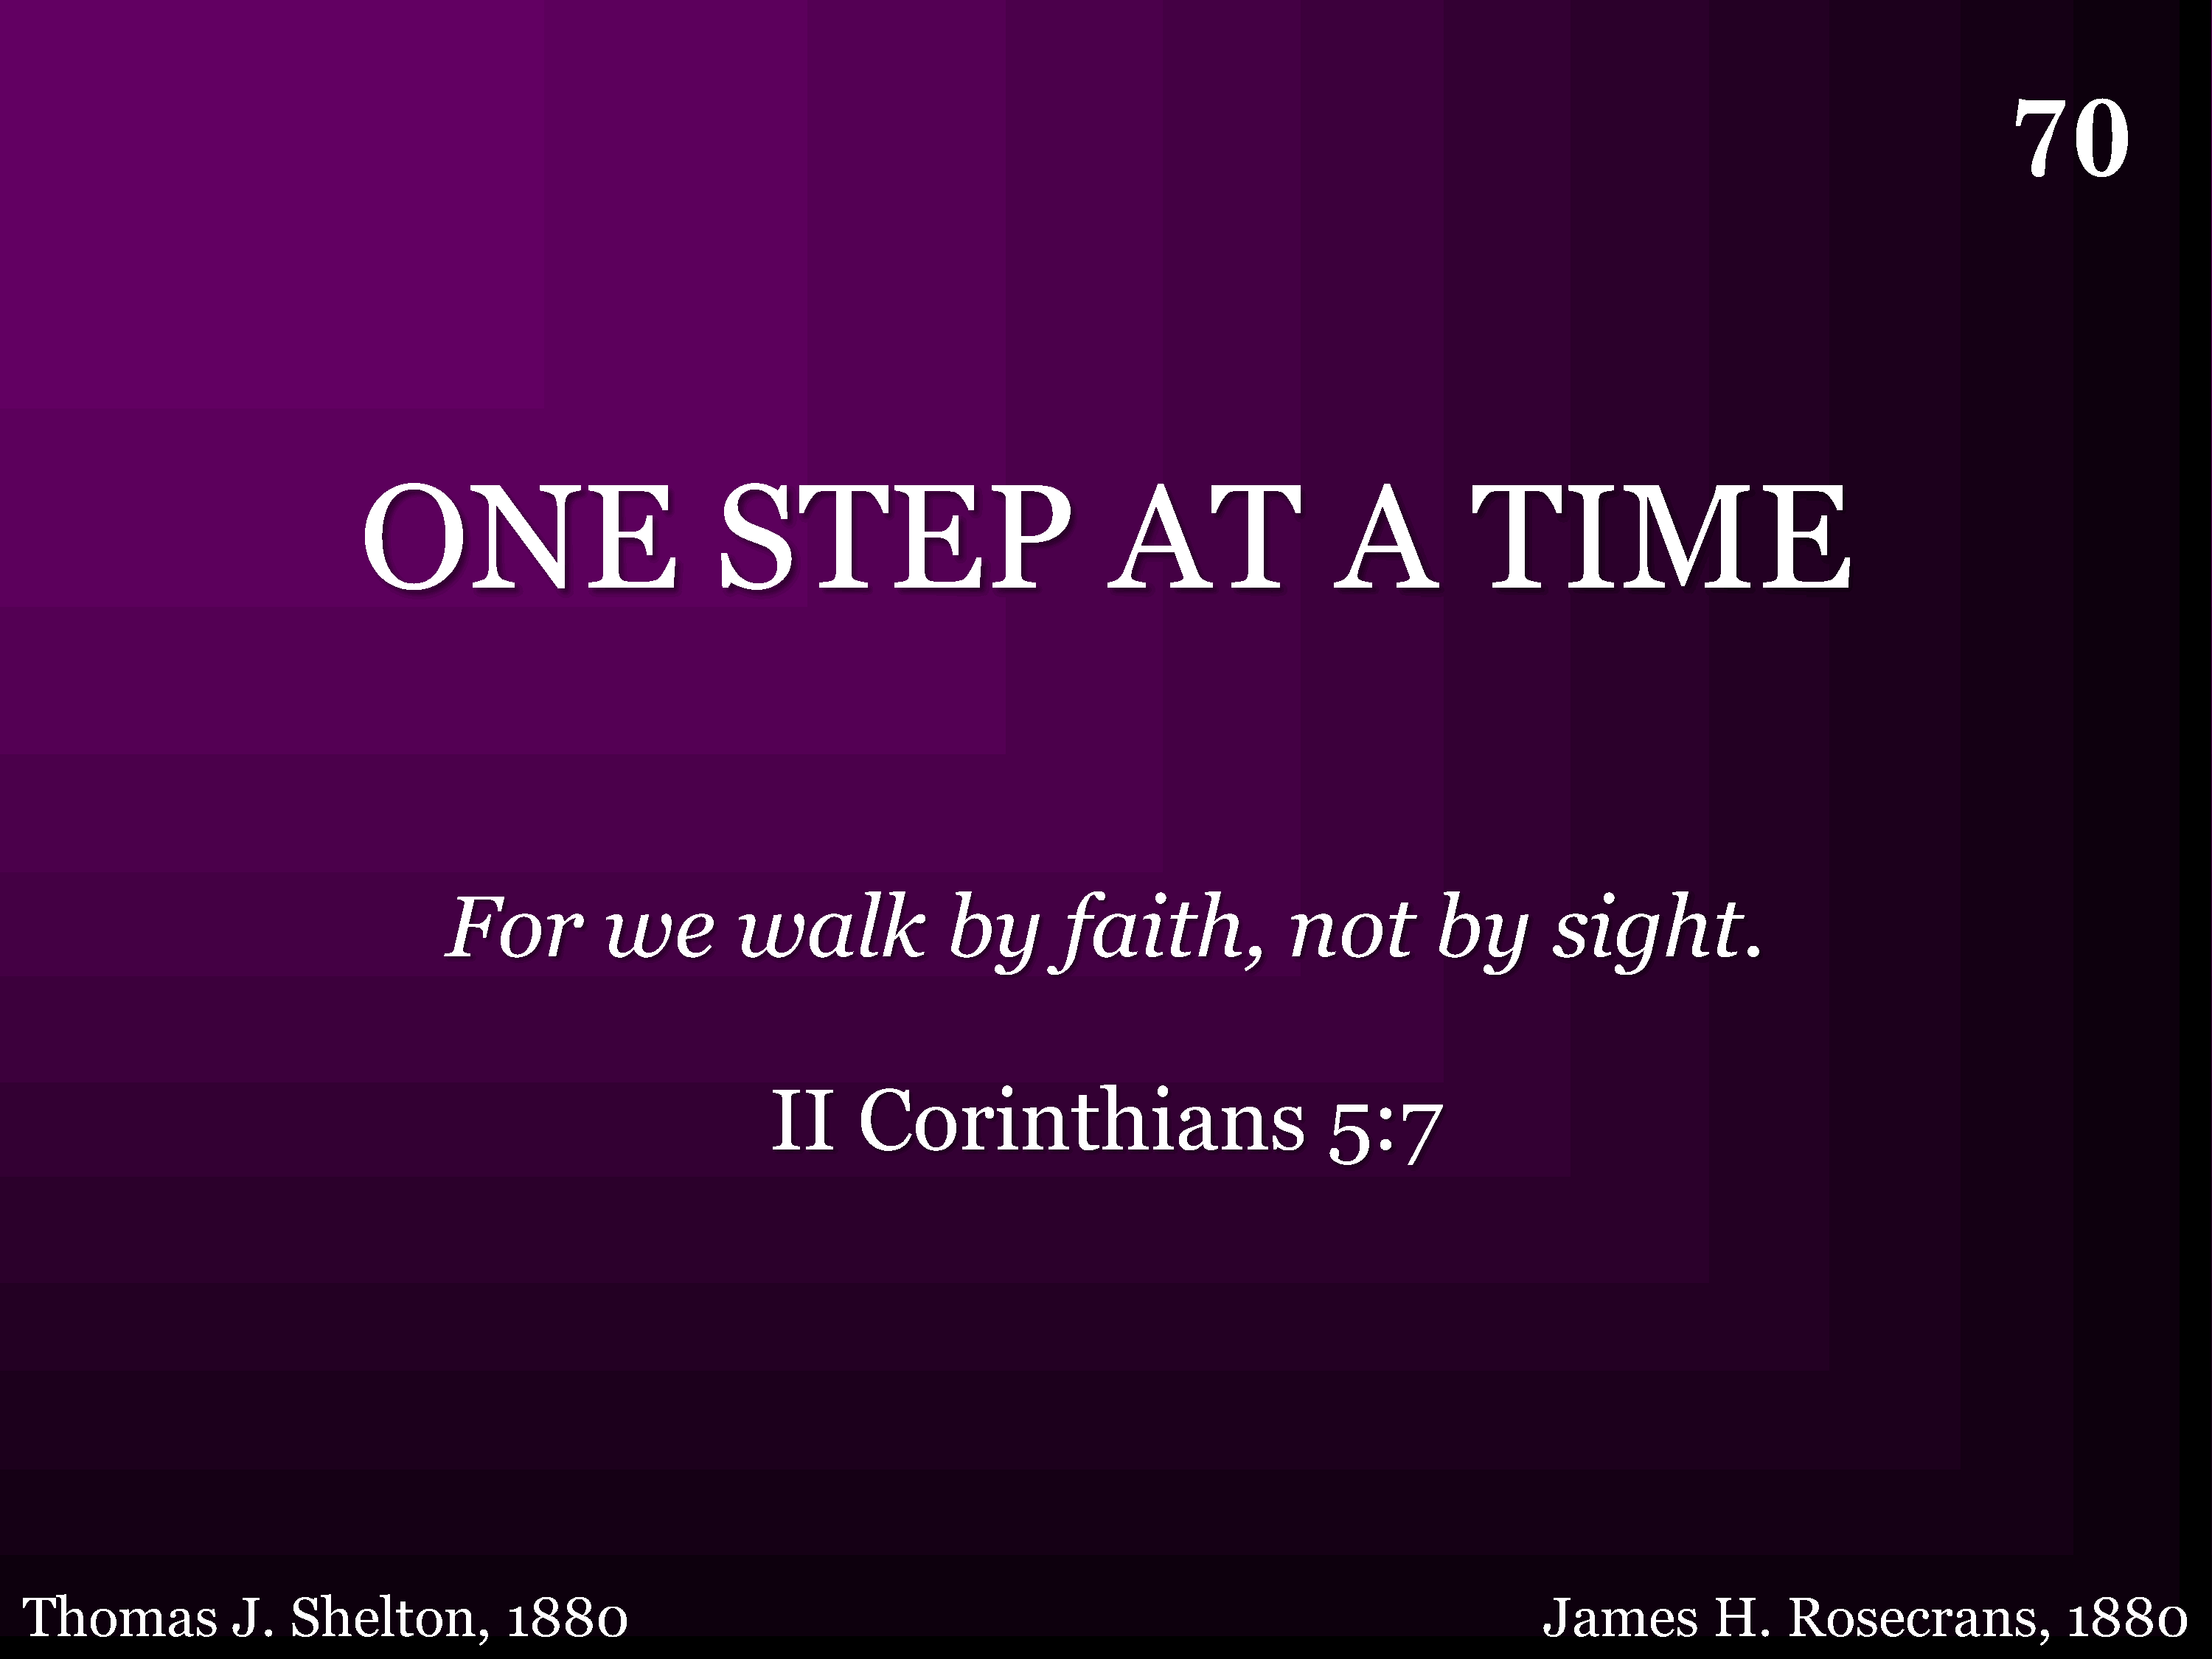 70
ONE STEP AT A TIME
For we walk by faith, not by sight.
II Corinthians 5:7
Thomas J. Shelton, 1880
James H. Rosecrans, 1880